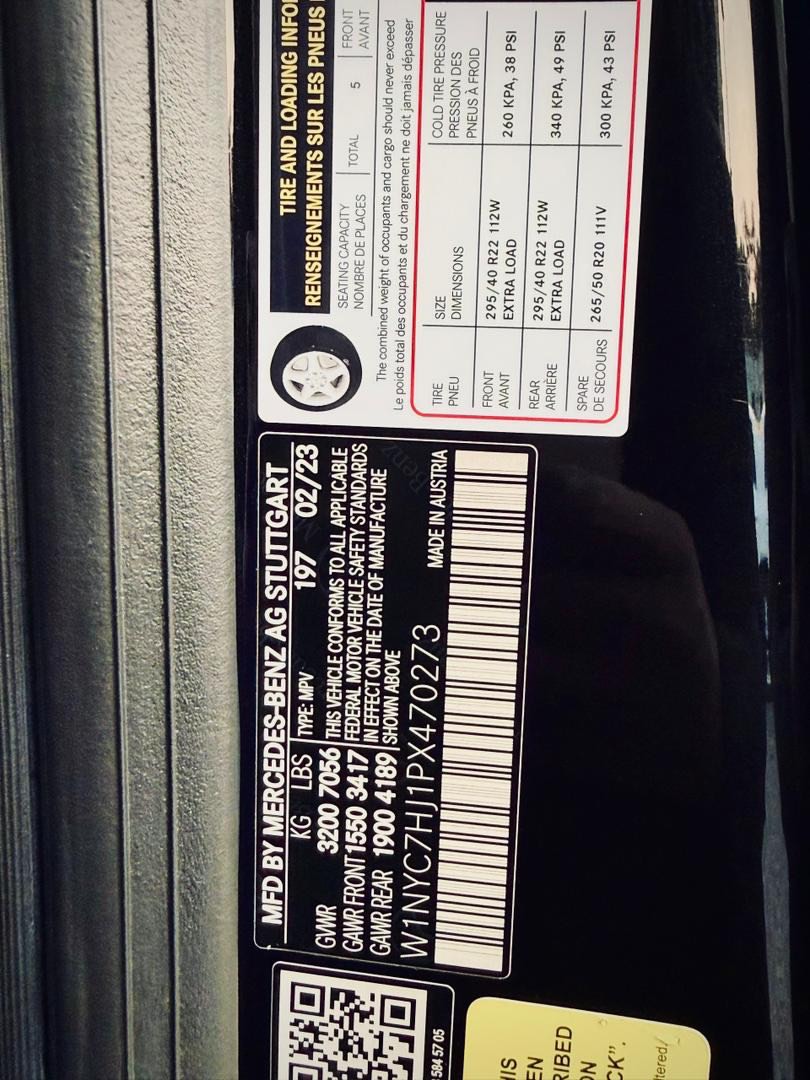 MFD BY MERCEDES-BENZ AG STUTTGART
KG LBS TYPE: MPV 197 02/23
GVWR 3200 7056
GAWR FRONT 1550 3417
GAWR REAR 1900 4189
THIS VEHICLE CONFORMS TO ALL APPLICABLE
FEDERAL MOTOR VEHICLE SAFETY STANDARDS
IN EFFECT ON THE DATE OF MANUFACTURE
SHOWN ABOVE
W1NYC7HJ1PX470273 MADE IN AUSTRIA
TIRE AND LOADING
RENSEIGNEMENTS SUR LES PNEUS
SEATING CAPACITY
NOMBRE DE PLACES
TOTAL 5
FRONT
AVANT
The combined weight of occupants and cargo should never exceed
Le poids total des occupants et du chargement ne doit jamais dépasser
TIRE
PNEU
SIZE
DIMENSIONS
COLD TIRE PRESSURE
PRESSION DES
PNEUS À FROID
FRONT
AVANT
295/40 R22 112W
EXTRA LOAD
260 KPA, 38 PSI
REAR
ARRIÈRE
295/40 R22 112W
EXTRA LOAD
340 KPA, 49 PSI
SPARE
DE SECOURS
265/50 R20 111V
300 KPA, 43 PSI
584 57 05
CK".